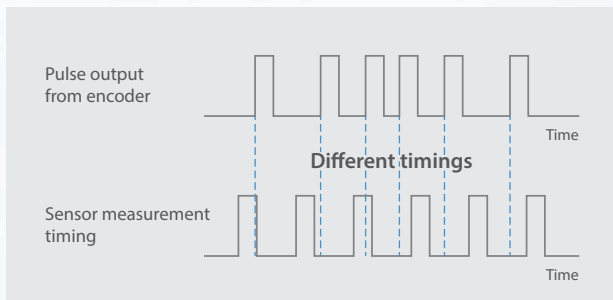 Pulse output
from encoder
Time
Different timings
Sensor measurement
timing
Time